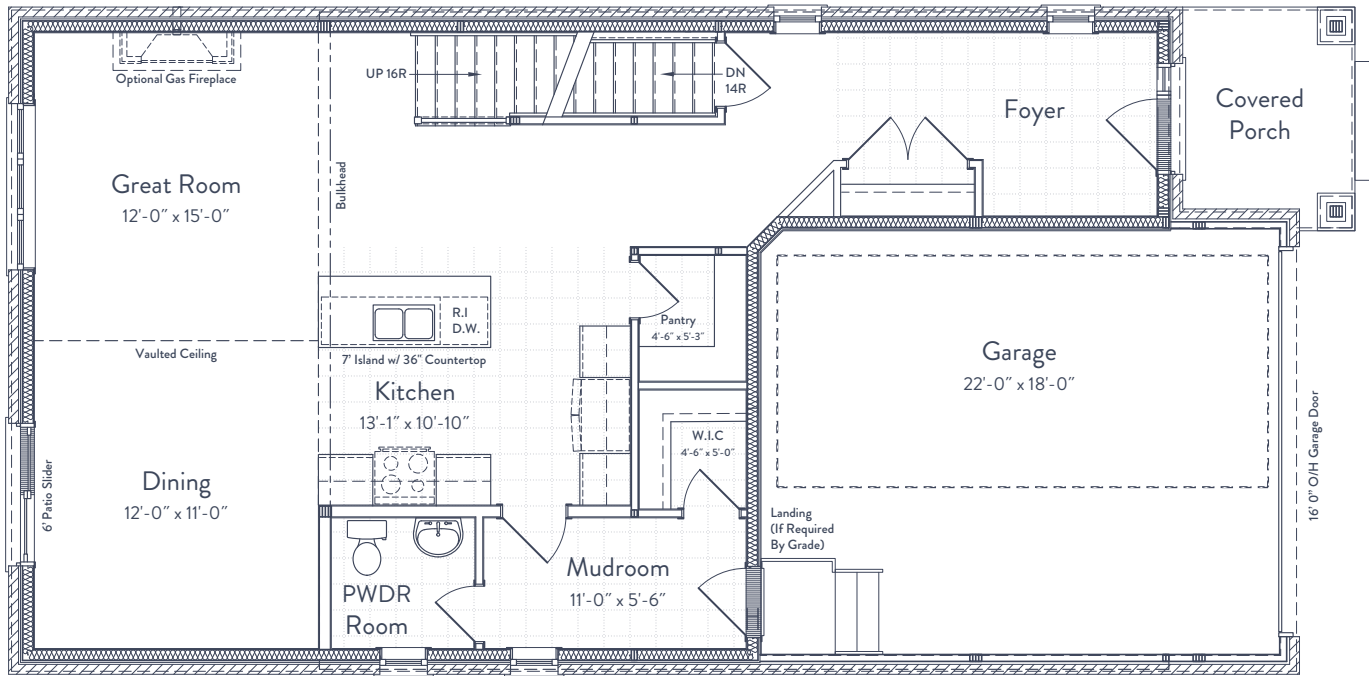 Optional Gas Fireplace
UP 16R
DN
14R
Foyer
Covered
Porch
Great Room
12'-0" x 15'-0"
Bulkhead
R.I
D.W.
Pantry
4'-6" x 5'-3"
Vaulted Ceiling
7' Island w/ 36" Countertop
Kitchen
13'-1" x 10'-10"
Garage
22'-0" x 18'-0"
W.I.C
4'-6" x 5'-0"
16' 0" O/H Garage Door
6' Patio Slider
Dining
12'-0" x 11'-0"
Landing
(If Required
By Grade)
PWDR
Room
Mudroom
11'-0" x 5'-6"